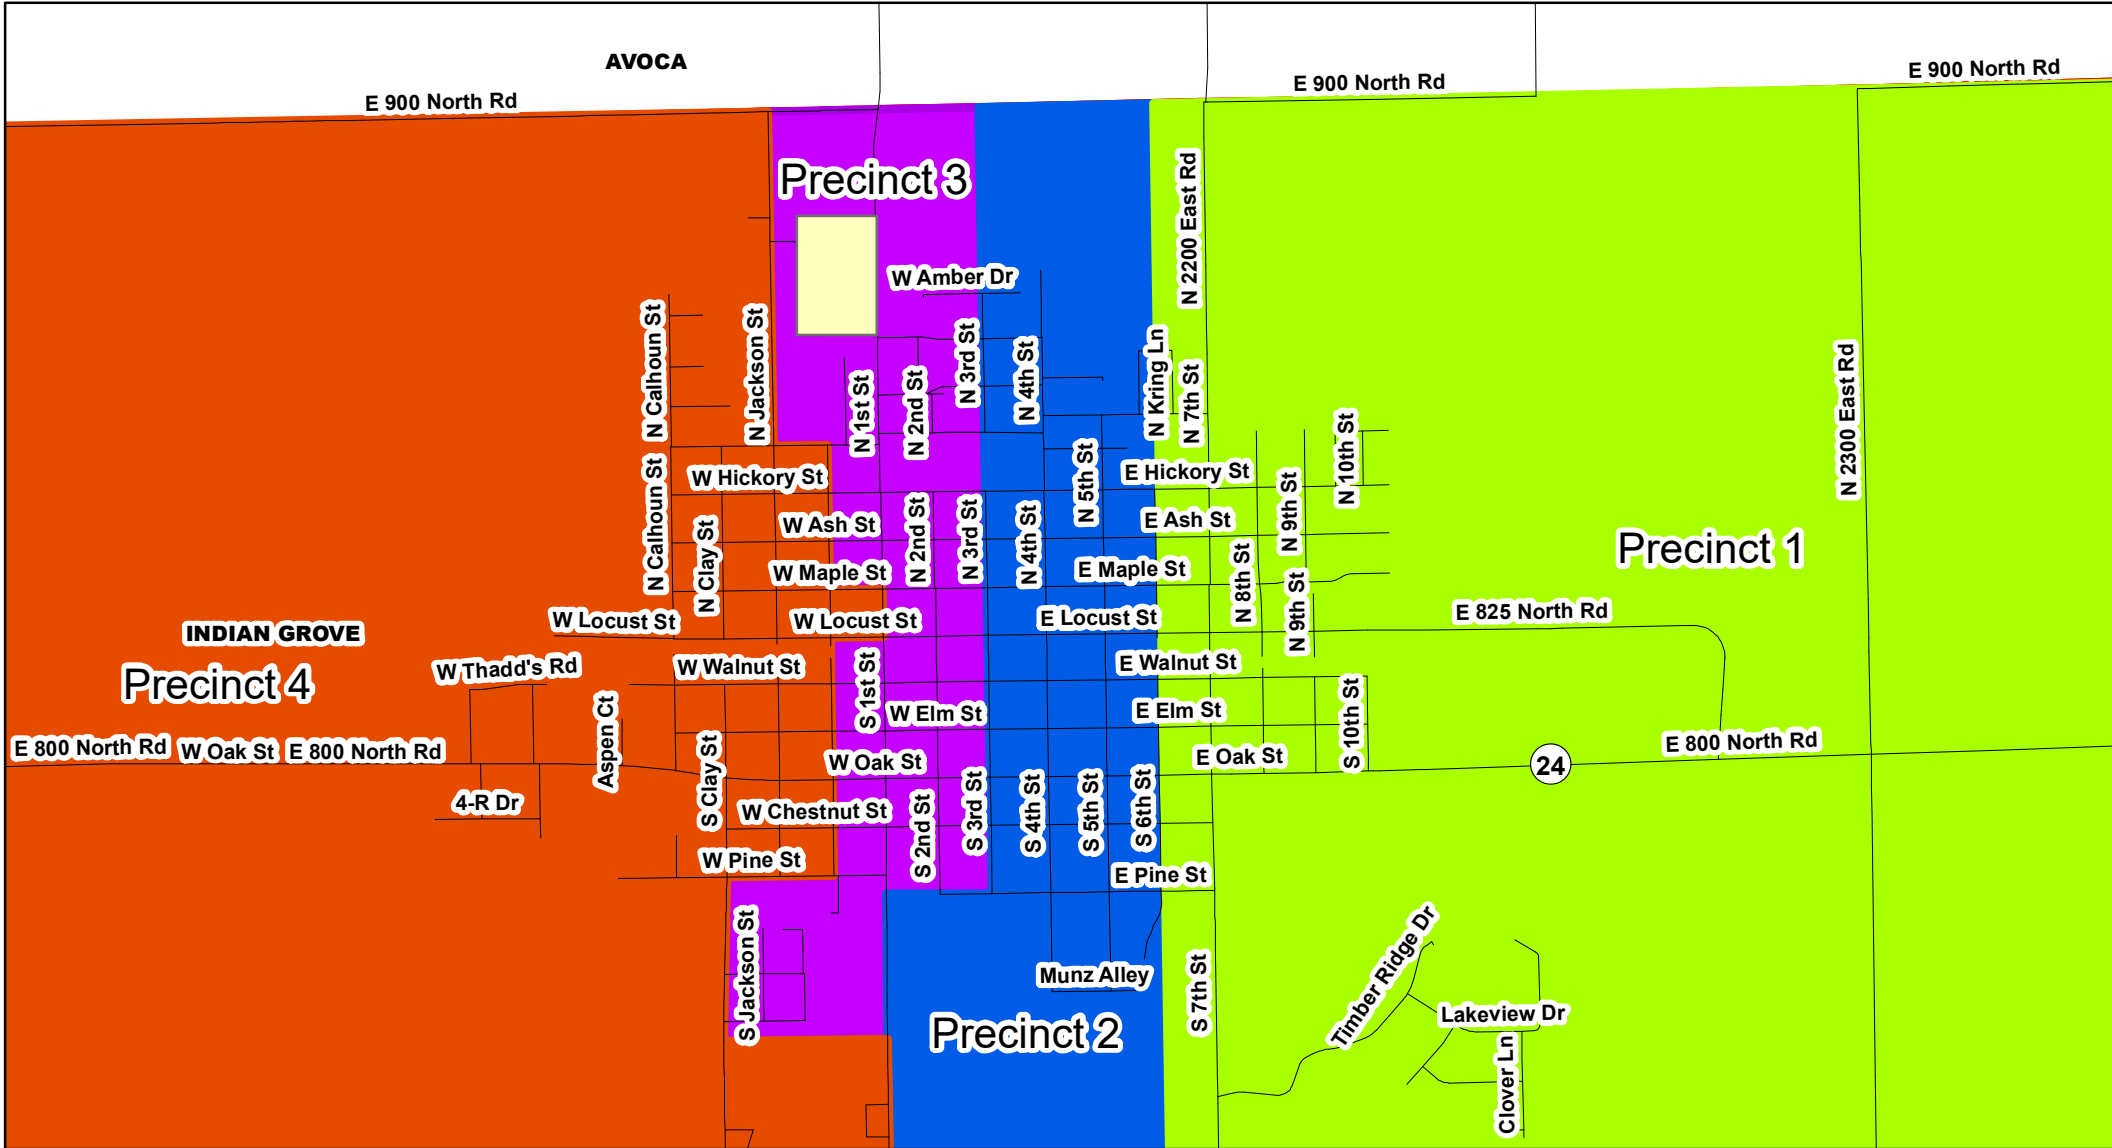 AVOCA
E 900 North Rd
E 900 North Rd
E 900 North Rd
Precinct 3
N 2200 East Rd
W Amber Dr
N Calhoun St
N Jackson St
N 1st St
N 2nd St
N 3rd St
N 4th St
N Kring Ln
N 7th St
N 2300 East Rd
N 10th St
N Calhoun St
W Hickory St
N 5th St
E Hickory St
N 9th St
N Clay St
W Ash St
N 2nd St
N 3rd St
N 4th St
E Ash St
Precinct 1
W Maple St
E Maple St
N 8th St
N 9th St
W Locust St
W Locust St
E Locust St
E 825 North Rd
INDIAN GROVE
Precinct 4
W Thadd's Rd
W Walnut St
S 1st St
E Walnut St
Aspen Ct
W Elm St
E Elm St
S 10th St
E 800 North Rd
W Oak St
E 800 North Rd
S Clay St
W Oak St
E Oak St
E 800 North Rd
24
4-R Dr
W Chestnut St
S 2nd St
S 3rd St
S 4th St
S 5th St
S 6th St
W Pine St
E Pine St
S Jackson St
Munz Alley
S 7th St
Timber Ridge Dr
Lakeview Dr
Precinct 2
Clover Ln